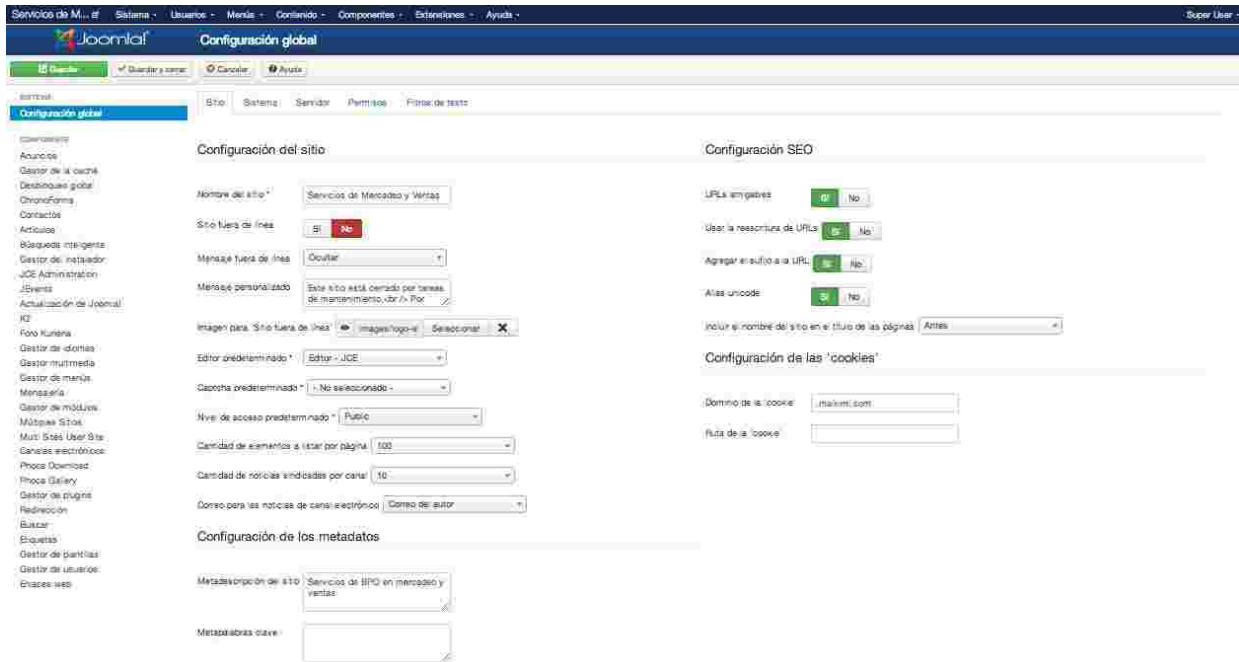 Servicios de M... Sistema Usuarios Menús Contenido Componentes Extensiones Ayuda Super User
Joomla! Configuración global
Guardar Guardar y cerrar Cancelar Ayuda
SISTEMA
Configuración global
COMPONENTE
Anuncios
Gestor de la caché
Desbloqueo global
ChronoForms
Contactos
Artículos
Búsqueda inteligente
Gestor del instalador
JCE Administration
JEvents
Actualización de Joomla!
K2
Foro Kunena
Gestor de idiomas
Gestor multimedia
Gestor de menús
Mensajería
Gestor de módulos
Múltiples Sitios
Multi Sites User Site
Canales electrónicos
Phoca Download
Phoca Gallery
Gestor de plugins
Redirección
Buscar
Etiquetas
Gestor de plantillas
Gestor de usuarios
Enlaces web
Sitio Sistema Servidor Permisos Filtros de texto
Configuración del sitio
Nombre del sitio * Servicios de Mercadeo y Ventas
Sitio fuera de línea Sí No
Mensaje fuera de línea Ocultar
Mensaje personalizado Este sitio está cerrado por tareas
de mantenimiento.<br /> Por
Imagen para 'Sitio fuera de línea' images/logo-s Seleccionar X
Editor predeterminado * Editor - JCE
Captcha predeterminado * - No seleccionado -
Nivel de acceso predeterminado * Public
Cantidad de elementos a listar por página 100
Cantidad de noticias sindicadas por canal 10
Correo para las noticias de canal electrónico Correo del autor
Configuración de los metadatos
Metadescripción del sitio Servicios de BPO en mercadeo y
ventas
Metapalabras clave
Configuración SEO
URLs amigables Sí No
Usar la reescritura de URLs Sí No
Agregar el sufijo a la URL Sí No
Alias unicode Sí No
Incluir el nombre del sitio en el título de las páginas Antes
Configuración de las 'cookies'
Dominio de la 'cookie'
Ruta de la 'cookie'